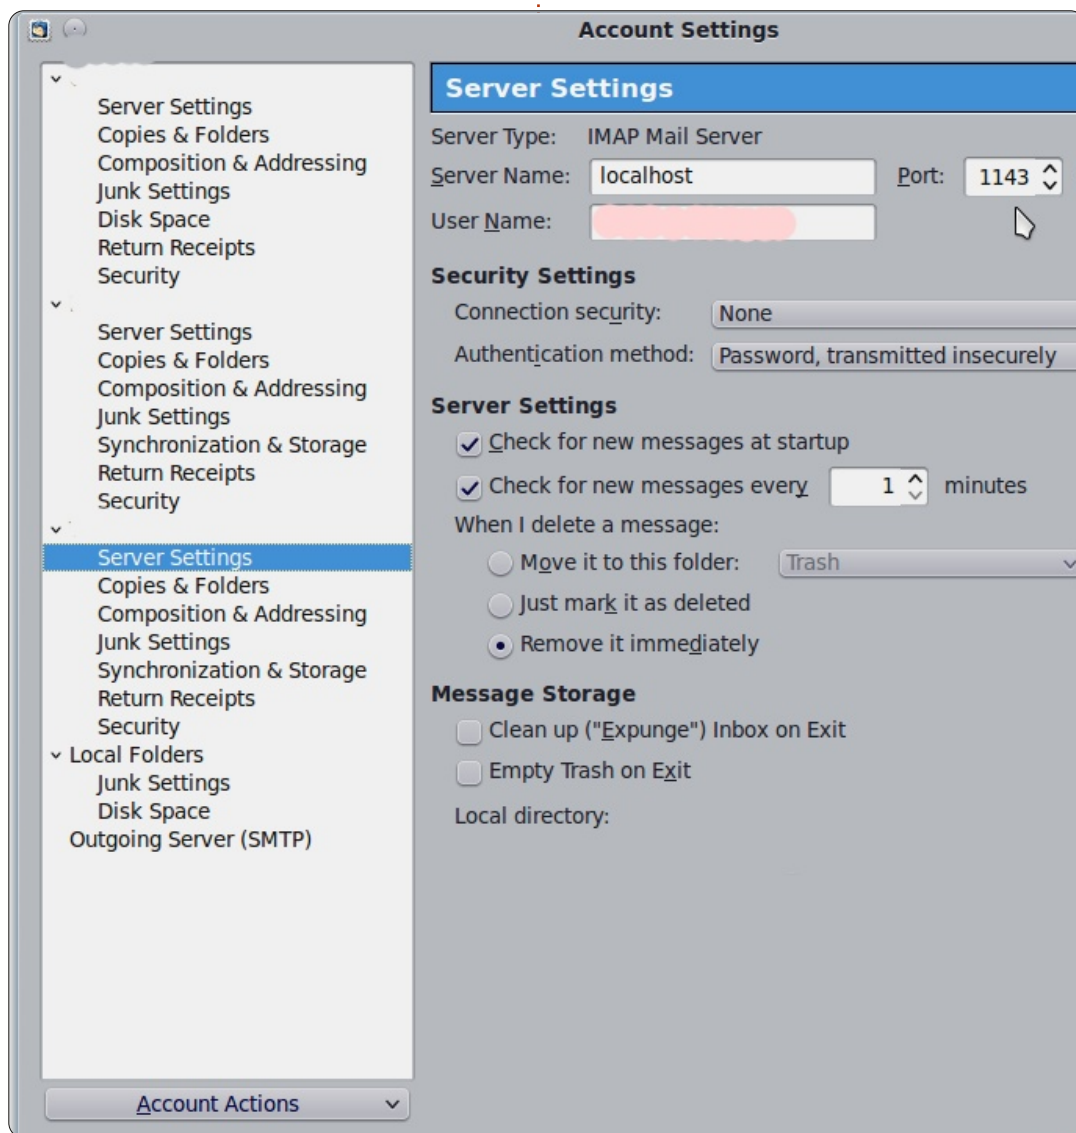 Account Settings
Server Settings
Copies & Folders
Composition & Addressing
Junk Settings
Disk Space
Return Receipts
Security
Server Settings
Copies & Folders
Composition & Addressing
Junk Settings
Synchronization & Storage
Return Receipts
Security
Server Settings
Copies & Folders
Composition & Addressing
Junk Settings
Synchronization & Storage
Return Receipts
Security
Local Folders
Junk Settings
Disk Space
Outgoing Server (SMTP)
Account Actions
Server Settings
Server Type: IMAP Mail Server
Server Name: localhost Port: 1143
User Name:
Security Settings
Connection security: None
Authentication method: Password, transmitted insecurely
Server Settings
Check for new messages at startup
Check for new messages every 1 minutes
When I delete a message:
Move it to this folder: Trash
Just mark it as deleted
Remove it immediately
Message Storage
Clean up ("Expunge") Inbox on Exit
Empty Trash on Exit
Local directory: